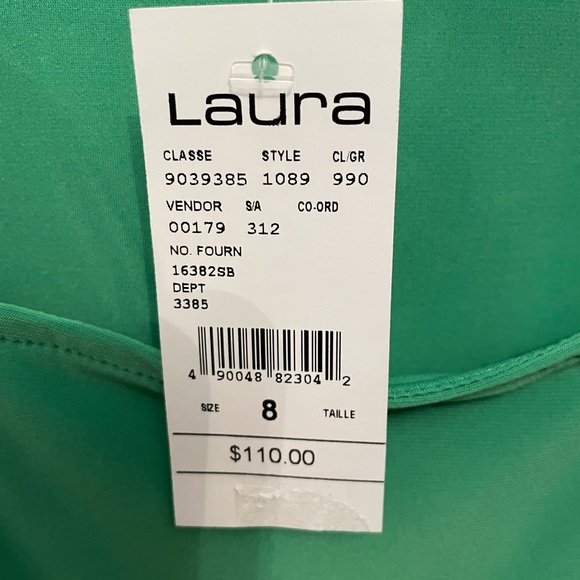 Laura
CLASSE STYLE CL/GR
9039385 1089 990
VENDOR S/A CO-ORD
00179 312
NO. FOURN
16382SB
DEPT
3385
4 90048 82304 2
SIZE 8 TAILLE
$110.00